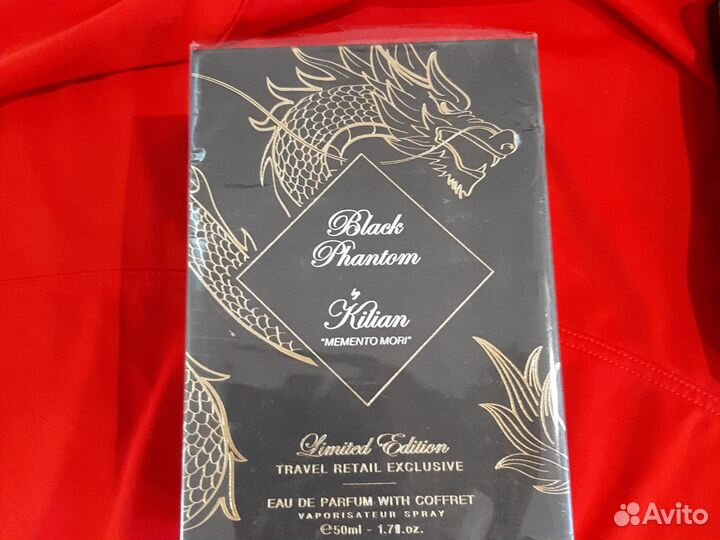 Black
Phantom
by
Kilian
"MEMENTO MORI"
Limited Edition
TRAVEL RETAIL EXCLUSIVE
EAU DE PARFUM WITH COFFRET
VAPORISATEUR SPRAY
℮50ml - 1.7fl.oz.
Avito